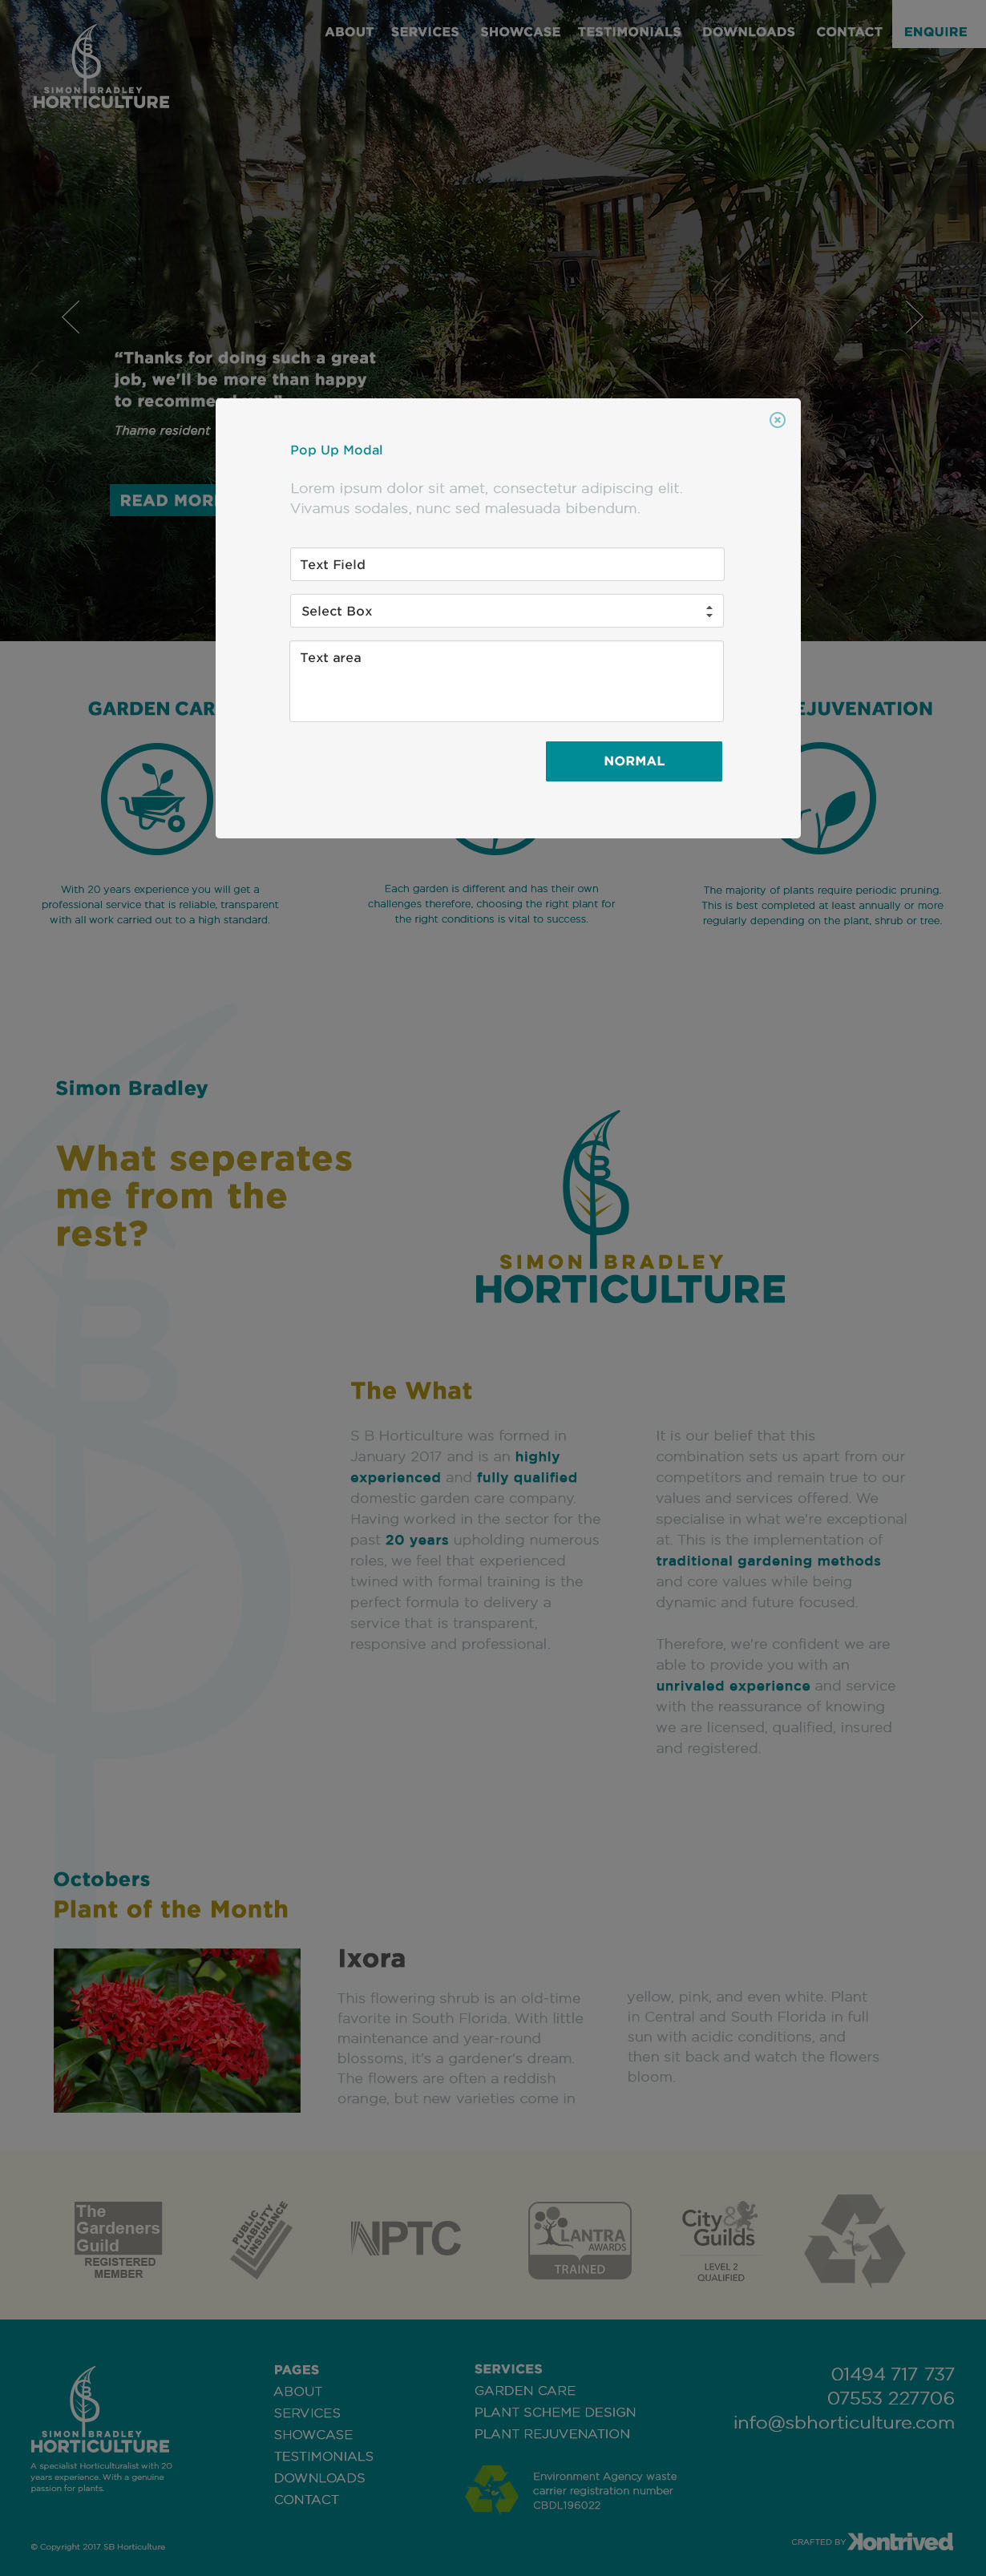 ABOUT SERVICES SHOWCASE TESTIMONIALS DOWNLOADS CONTACT ENQUIRE
SB
SIMON BRADLEY
HORTICULTURE
“Thanks for doing such a great
job, we'll be more than happy
to recommend you”
Thame resident
READ MORE
Pop Up Modal
Lorem ipsum dolor sit amet, consectetur adipiscing elit.
Vivamus sodales, nunc sed malesuada bibendum.
Text Field
Select Box
Text area
NORMAL
GARDEN CAR
EJUVENATION
With 20 years experience you will get a
professional service that is reliable, transparent
with all work carried out to a high standard.
Each garden is different and has their own
challenges therefore, choosing the right plant for
the right conditions is vital to success.
The majority of plants require periodic pruning.
This is best completed at least annually or more
regularly depending on the plant, shrub or tree.
Simon Bradley
What seperates
me from the
rest?
SB
SIMON BRADLEY
HORTICULTURE
The What
S B Horticulture was formed in
January 2017 and is an highly
experienced and fully qualified
domestic garden care company.
Having worked in the sector for the
past 20 years upholding numerous
roles, we feel that experienced
twined with formal training is the
perfect formula to delivery a
service that is transparent,
responsive and professional.
It is our belief that this
combination sets us apart from our
competitors and remain true to our
values and services offered. We
specialise in what we're exceptional
at. This is the implementation of
traditional gardening methods
and core values while being
dynamic and future focused.
Therefore, we're confident we are
able to provide you with an
unrivaled experience and service
with the reassurance of knowing
we are licensed, qualified, insured
and registered.
Octobers
Plant of the Month
Ixora
This flowering shrub is an old-time
favorite in South Florida. With little
maintenance and year-round
blossoms, it's a gardener's dream.
The flowers are often a reddish
orange, but new varieties come in
yellow, pink, and even white. Plant
in Central and South Florida in full
sun with acidic conditions, and
then sit back and watch the flowers
bloom.
The
Gardeners
Guild
REGISTERED
MEMBER
PUBLIC
LIABILITY
INSURANCE
NPTC
LANTRA
AWARDS
TRAINED
City &
Guilds
LEVEL 2
QUALIFIED
SB
SIMON BRADLEY
HORTICULTURE
A specialist Horticulturalist with 20
years experience. With a genuine
passion for plants.
© Copyright 2017 SB Horticulture
PAGES
ABOUT
SERVICES
SHOWCASE
TESTIMONIALS
DOWNLOADS
CONTACT
SERVICES
GARDEN CARE
PLANT SCHEME DESIGN
PLANT REJUVENATION
Environment Agency waste
carrier registration number
CBDL196022
01494 717 737
07553 227706
info@sbhorticulture.com
CRAFTED BY Kontrived